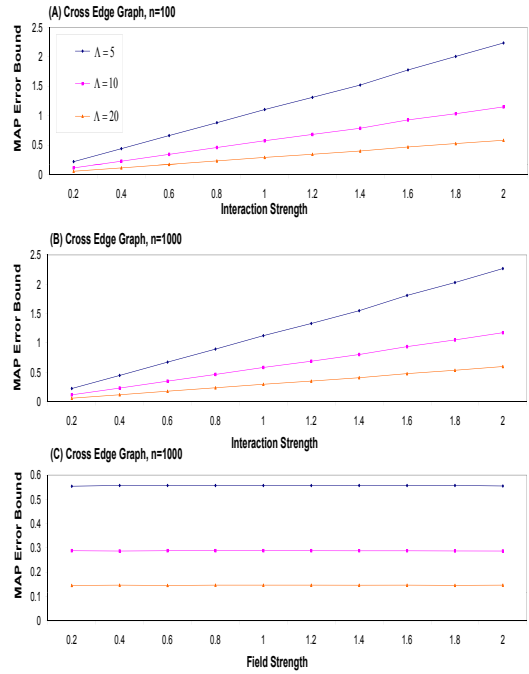 (A) Cross Edge Graph, n=100
MAP Error Bound
2.5
2
1.5
1
0.5
0
Λ = 5
Λ = 10
Λ = 20
0.2 0.4 0.6 0.8 1 1.2 1.4 1.6 1.8 2
Interaction Strength
(B) Cross Edge Graph, n=1000
MAP Error Bound
2.5
2
1.5
1
0.5
0
0.2 0.4 0.6 0.8 1 1.2 1.4 1.6 1.8 2
Interaction Strength
(C) Cross Edge Graph, n=1000
MAP Error Bound
0.6
0.5
0.4
0.3
0.2
0.1
0
0.2 0.4 0.6 0.8 1 1.2 1.4 1.6 1.8 2
Field Strength